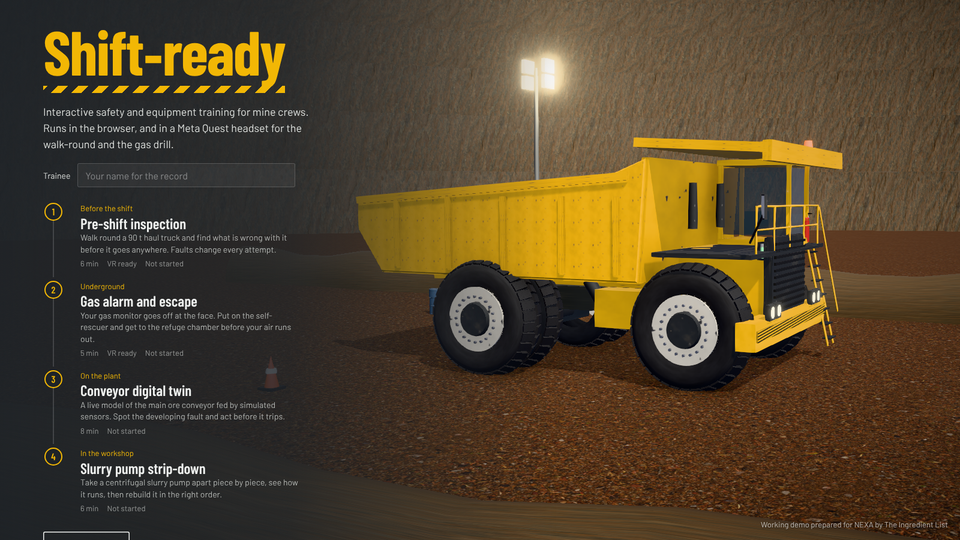 Shift-ready
Interactive safety and equipment training for mine crews.
Runs in the browser, and in a Meta Quest headset for the
walk-round and the gas drill.
Trainee
Your name for the record
1
Before the shift
Pre-shift inspection
Walk round a 90 t haul truck and find what is wrong with it
before it goes anywhere. Faults change every attempt.
6 min VR ready Not started
2
Underground
Gas alarm and escape
Your gas monitor goes off at the face. Put on the self-
rescuer and get to the refuge chamber before your air runs
out.
5 min VR ready Not started
3
On the plant
Conveyor digital twin
A live model of the main ore conveyor fed by simulated
sensors. Spot the developing fault and act before it trips.
8 min Not started
4
In the workshop
Slurry pump strip-down
Take a centrifugal slurry pump apart piece by piece, see how
it runs, then rebuild it in the right order.
6 min Not started
Working demo prepared for NEXA by The Ingredient List.